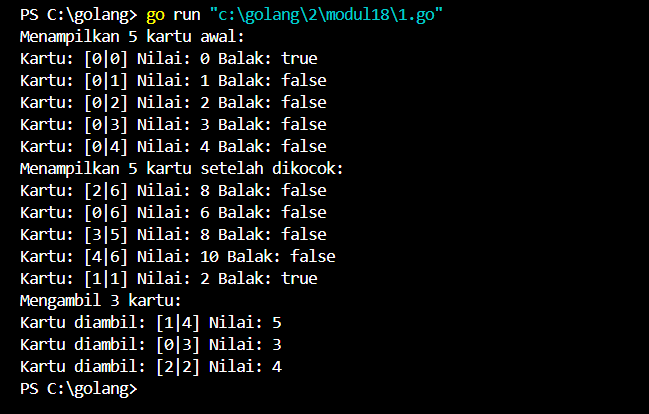 PS C:\golang> go run "c:\golang\2\modul18\1.go"
Menampilkan 5 kartu awal:
Kartu: [0|0] Nilai: 0 Balak: true
Kartu: [0|1] Nilai: 1 Balak: false
Kartu: [0|2] Nilai: 2 Balak: false
Kartu: [0|3] Nilai: 3 Balak: false
Kartu: [0|4] Nilai: 4 Balak: false
Menampilkan 5 kartu setelah dikocok:
Kartu: [2|6] Nilai: 8 Balak: false
Kartu: [0|6] Nilai: 6 Balak: false
Kartu: [3|5] Nilai: 8 Balak: false
Kartu: [4|6] Nilai: 10 Balak: false
Kartu: [1|1] Nilai: 2 Balak: true
Mengambil 3 kartu:
Kartu diambil: [1|4] Nilai: 5
Kartu diambil: [0|3] Nilai: 3
Kartu diambil: [2|2] Nilai: 4
PS C:\golang>